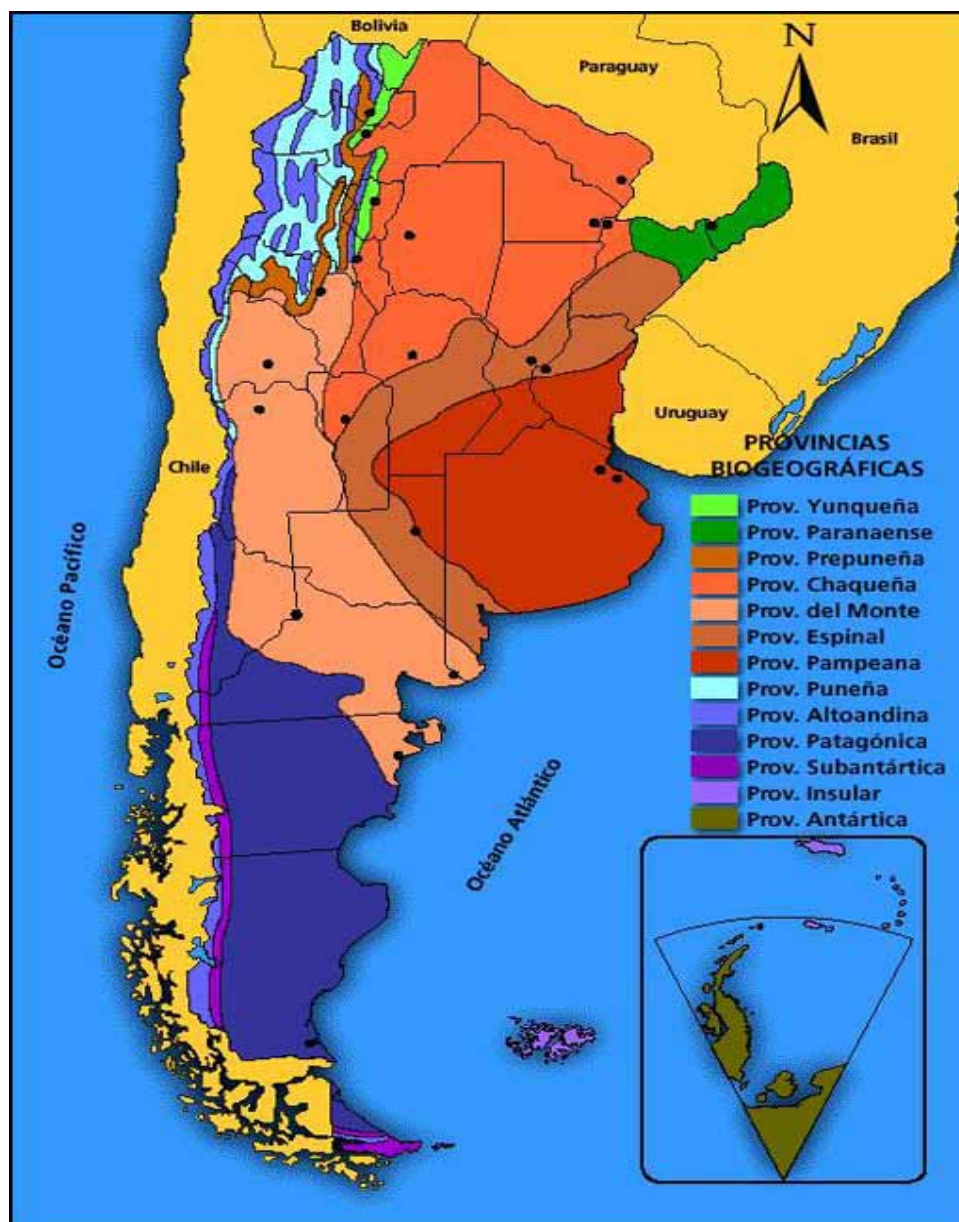 Bolivia
N
Paraguay
Brasil
Uruguay
Chile
Océano Pacífico
Océano Atlántico
PROVINCIAS
BIOGEOGRÁFICAS
Prov. Yunqueña
Prov. Paranaense
Prov. Prepuneña
Prov. Chaqueña
Prov. del Monte
Prov. Espinal
Prov. Pampeana
Prov. Puneña
Prov. Altoandina
Prov. Patagónica
Prov. Subantártica
Prov. Insular
Prov. Antártica